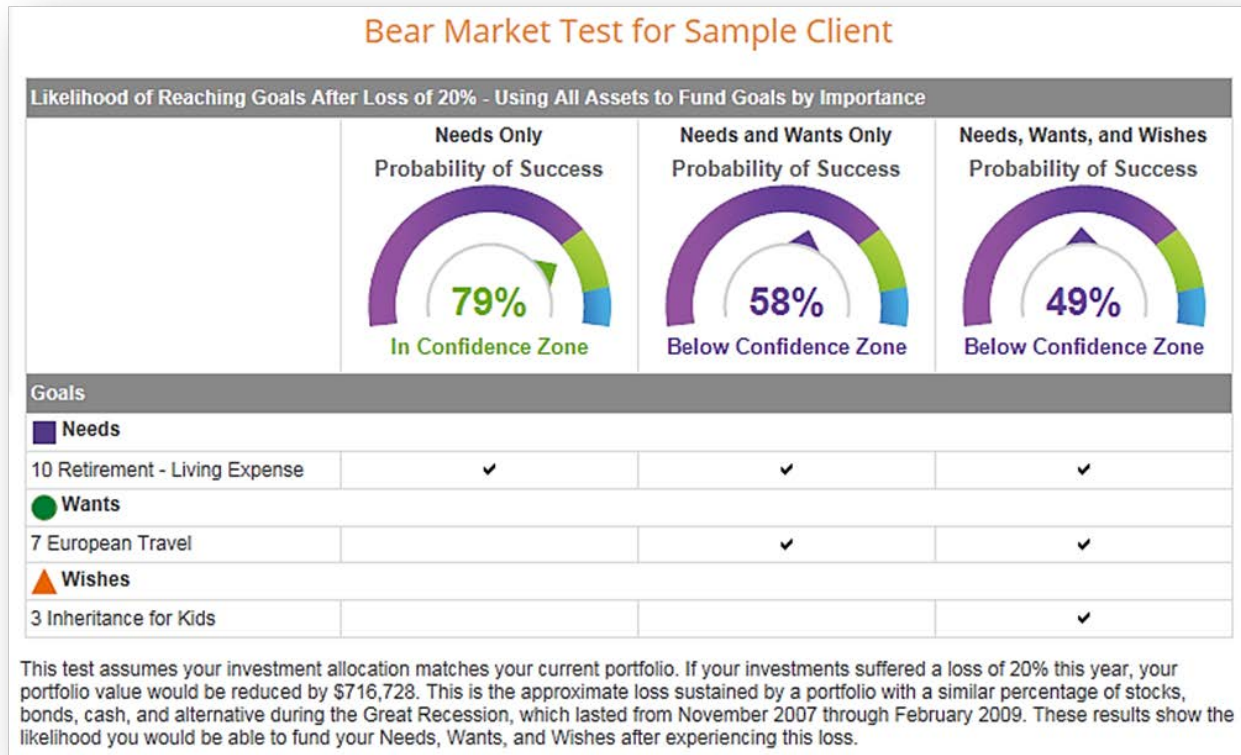 Bear Market Test for Sample Client
Likelihood of Reaching Goals After Loss of 20% - Using All Assets to Fund Goals by Importance
Needs Only
Probability of Success
79%
In Confidence Zone
Needs and Wants Only
Probability of Success
58%
Below Confidence Zone
Needs, Wants, and Wishes
Probability of Success
49%
Below Confidence Zone
Goals
Needs
10 Retirement - Living Expense
Wants
7 European Travel
Wishes
3 Inheritance for Kids
This test assumes your investment allocation matches your current portfolio. If your investments suffered a loss of 20% this year, your
portfolio value would be reduced by $716,728. This is the approximate loss sustained by a portfolio with a similar percentage of stocks,
bonds, cash, and alternative during the Great Recession, which lasted from November 2007 through February 2009. These results show the
likelihood you would be able to fund your Needs, Wants, and Wishes after experiencing this loss.